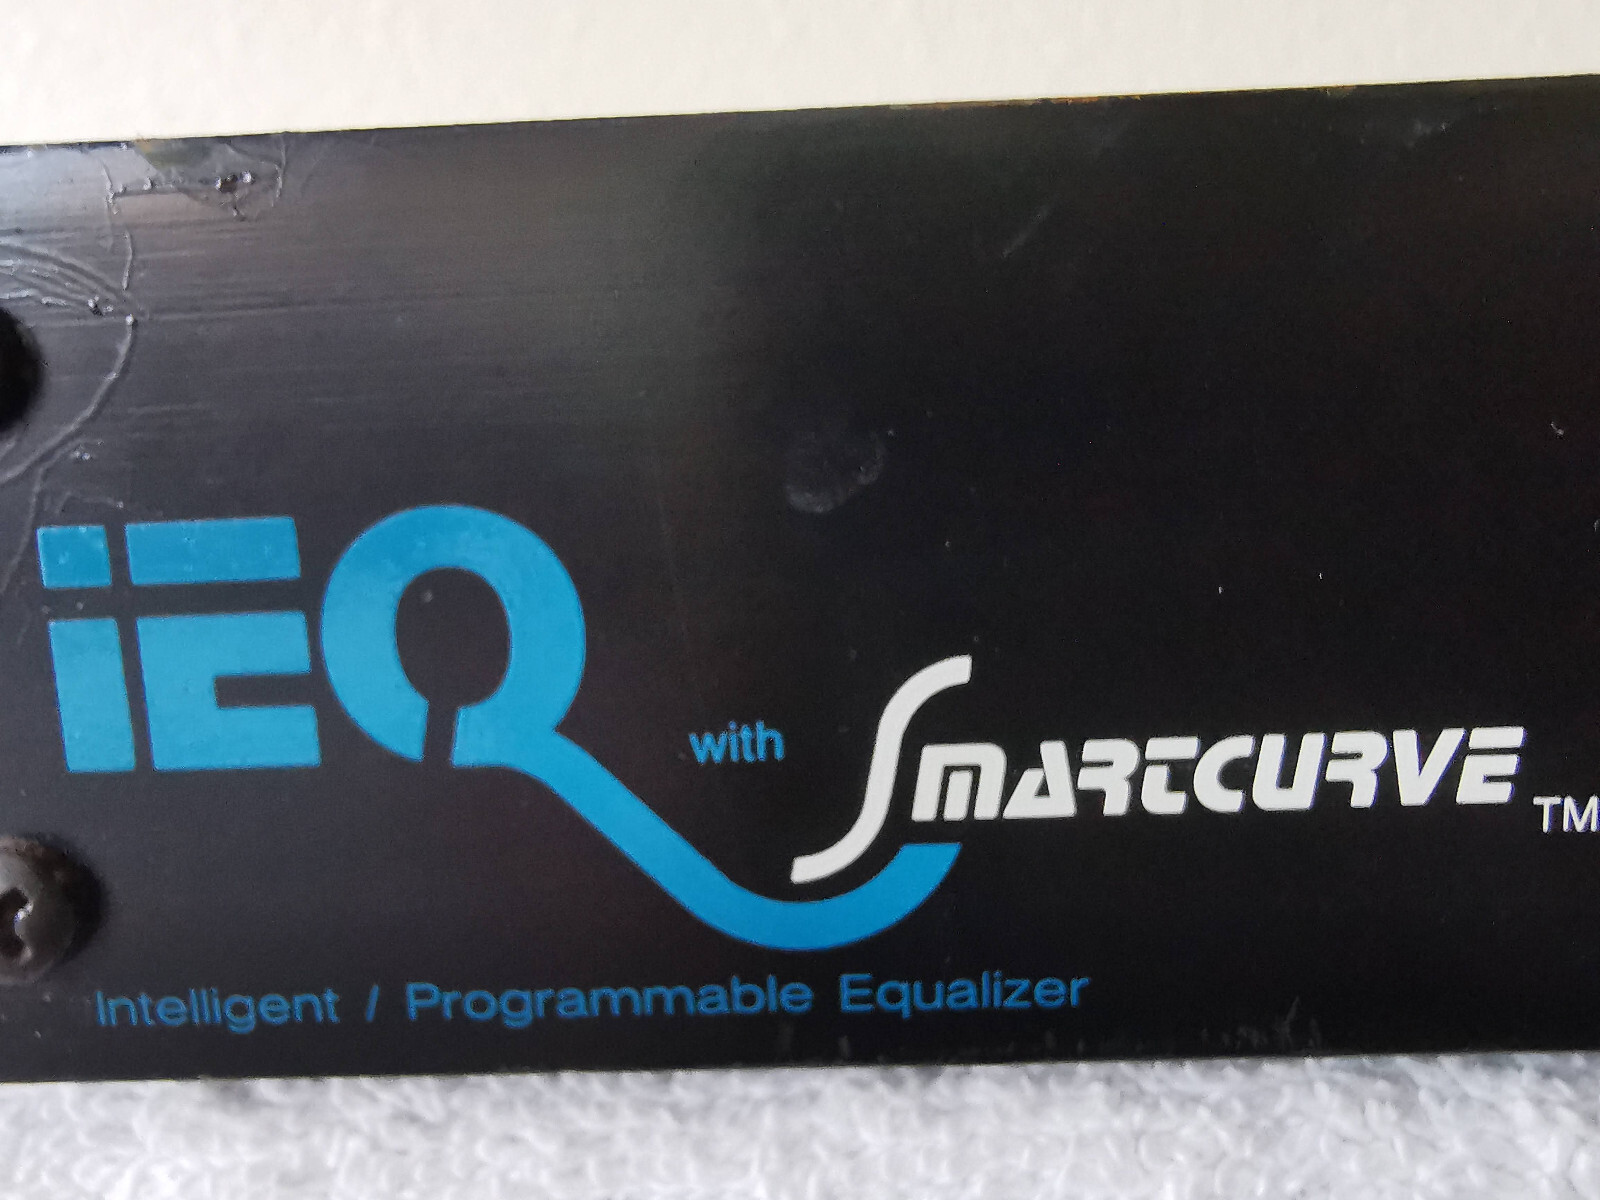 iEQ with SMARTCURVE TM
Intelligent / Programmable Equalizer